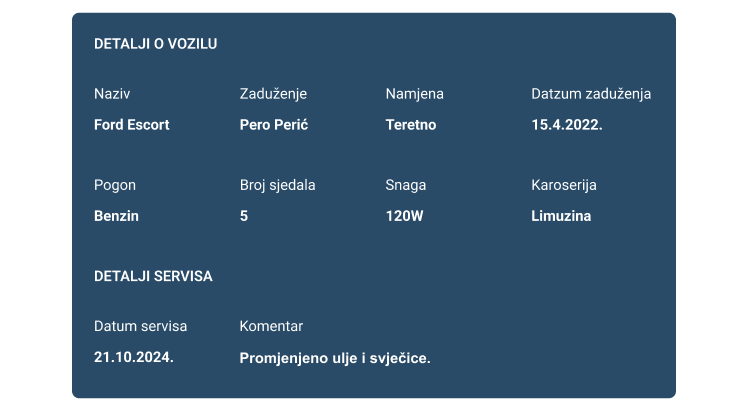 DETALJI O VOZILU
Naziv Zaduženje Namjena Datzum zaduženja
Ford Escort Pero Perić Teretno 15.4.2022.
Pogon Broj sjedala Snaga Karoserija
Benzin 5 120W Limuzina
DETALJI SERVISA
Datum servisa Komentar
21.10.2024. Promjenjeno ulje i svječice.